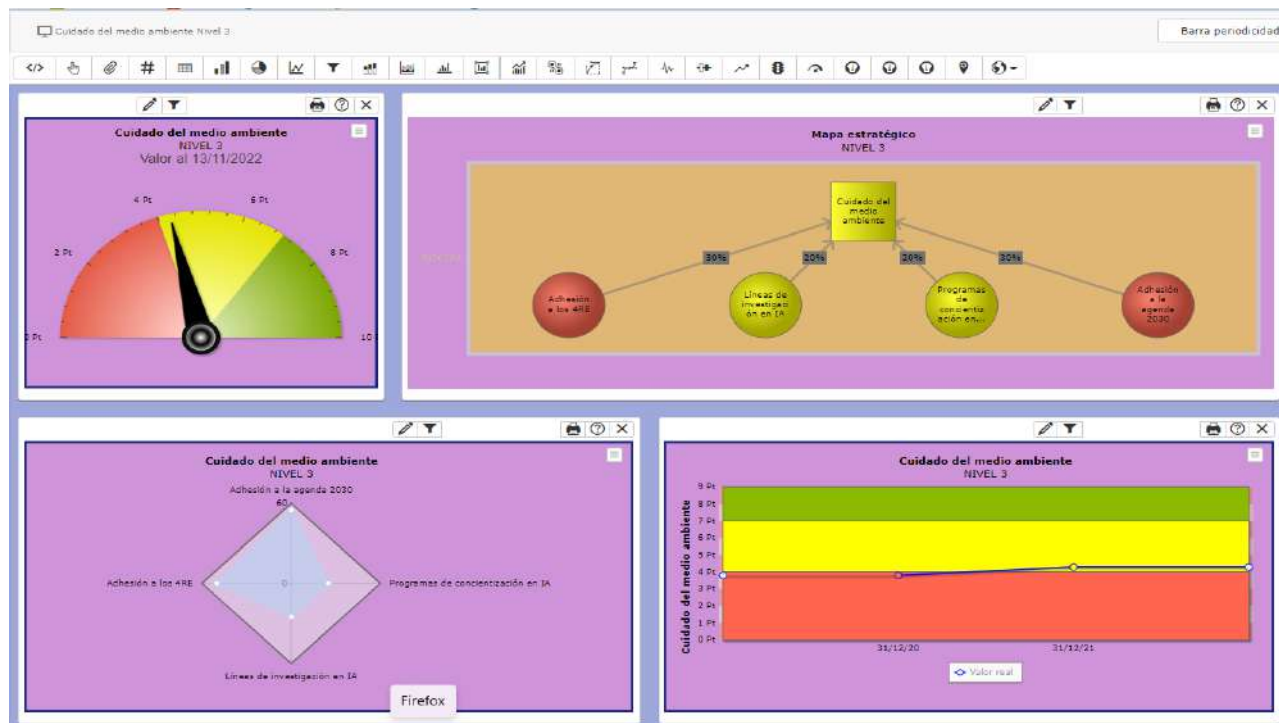 Cuidado del medio ambiente Nivel 3
Barra periodicidad
Cuidado del medio ambiente
NIVEL 3
Valor al 13/11/2022
4 Pt
6 Pt
2 Pt
8 Pt
0 Pt
10
Mapa estratégico
NIVEL 3
Cuidado del
medio
ambiente
30%
20%
20%
30%
Adhesión
a los 4RE
Líneas de
investigaci
ón en IA
Programas
de
concientiz
ación en...
Adhesión
a la
agenda
2030
Cuidado del medio ambiente
NIVEL 3
Adhesión a la agenda 2030
60
Adhesión a los 4RE
0
Programas de concientización en IA
Líneas de investigación en IA
Firefox
Cuidado del medio ambiente
NIVEL 3
Cuidado del medio ambiente
9 Pt
8 Pt
7 Pt
6 Pt
5 Pt
4 Pt
3 Pt
2 Pt
1 Pt
0 Pt
31/12/20
31/12/21
Valor real